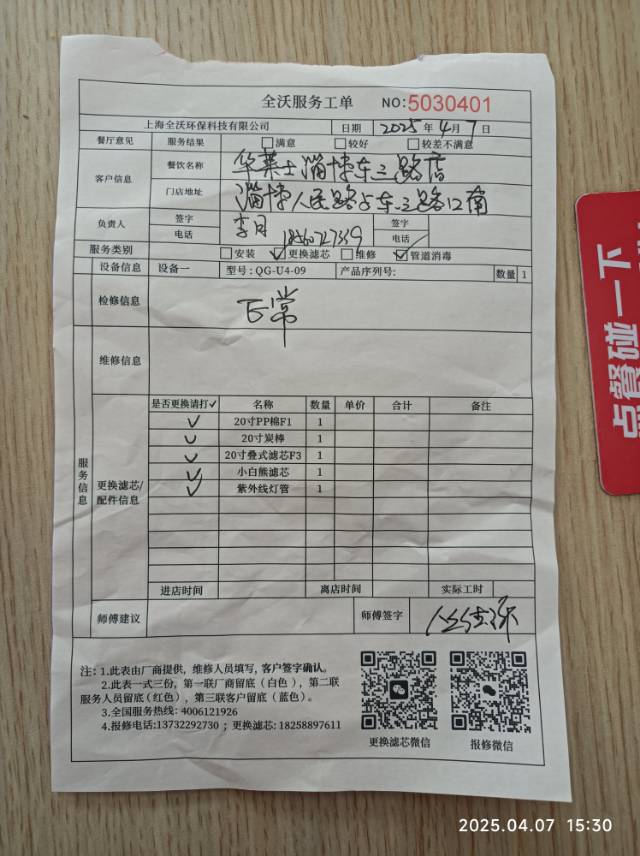 全沃服务工单 NO:5030401
上海全沃环保科技有限公司 日期 2025年4月7日
餐厅意见 服务结果 □满意 □较好 □较差不满意
客户信息 餐饮名称 华莱士淄博东三路店
门店地址 淄博人民路与东三路口南
负责人 签字 李月 签字
电话 电话
服务类别 □安装 ☑更换滤芯 □维修 ☑管道消毒
设备信息 设备一 型号:QG-U4-09 产品序列号: 数量 1
检修信息 正常
维修信息
服务信息
更换滤芯/配件信息
是否更换请打✓ 名称 数量 单价 合计 备注
✓ 20寸PP棉F1 1
✓ 20寸炭棒 1
✓ 20寸叠式滤芯F3 1
✓ 小白熊滤芯 1
✓ 紫外线灯管 1
进店时间 离店时间 实际工时
师傅建议 师傅签字
注: 1.此表由厂商提供，维修人员填写, 客户签字确认。
2.此表一式三份，第一联厂商留底（白色），第二联
服务人员留底(红色），第三联客户留底（蓝色）。
3.全国服务热线: 4006121926
4.报修电话:13732292730 ; 更换滤芯: 18258897611
更换滤芯微信 报修微信
点餐碰一下
2025.04.07 15:30